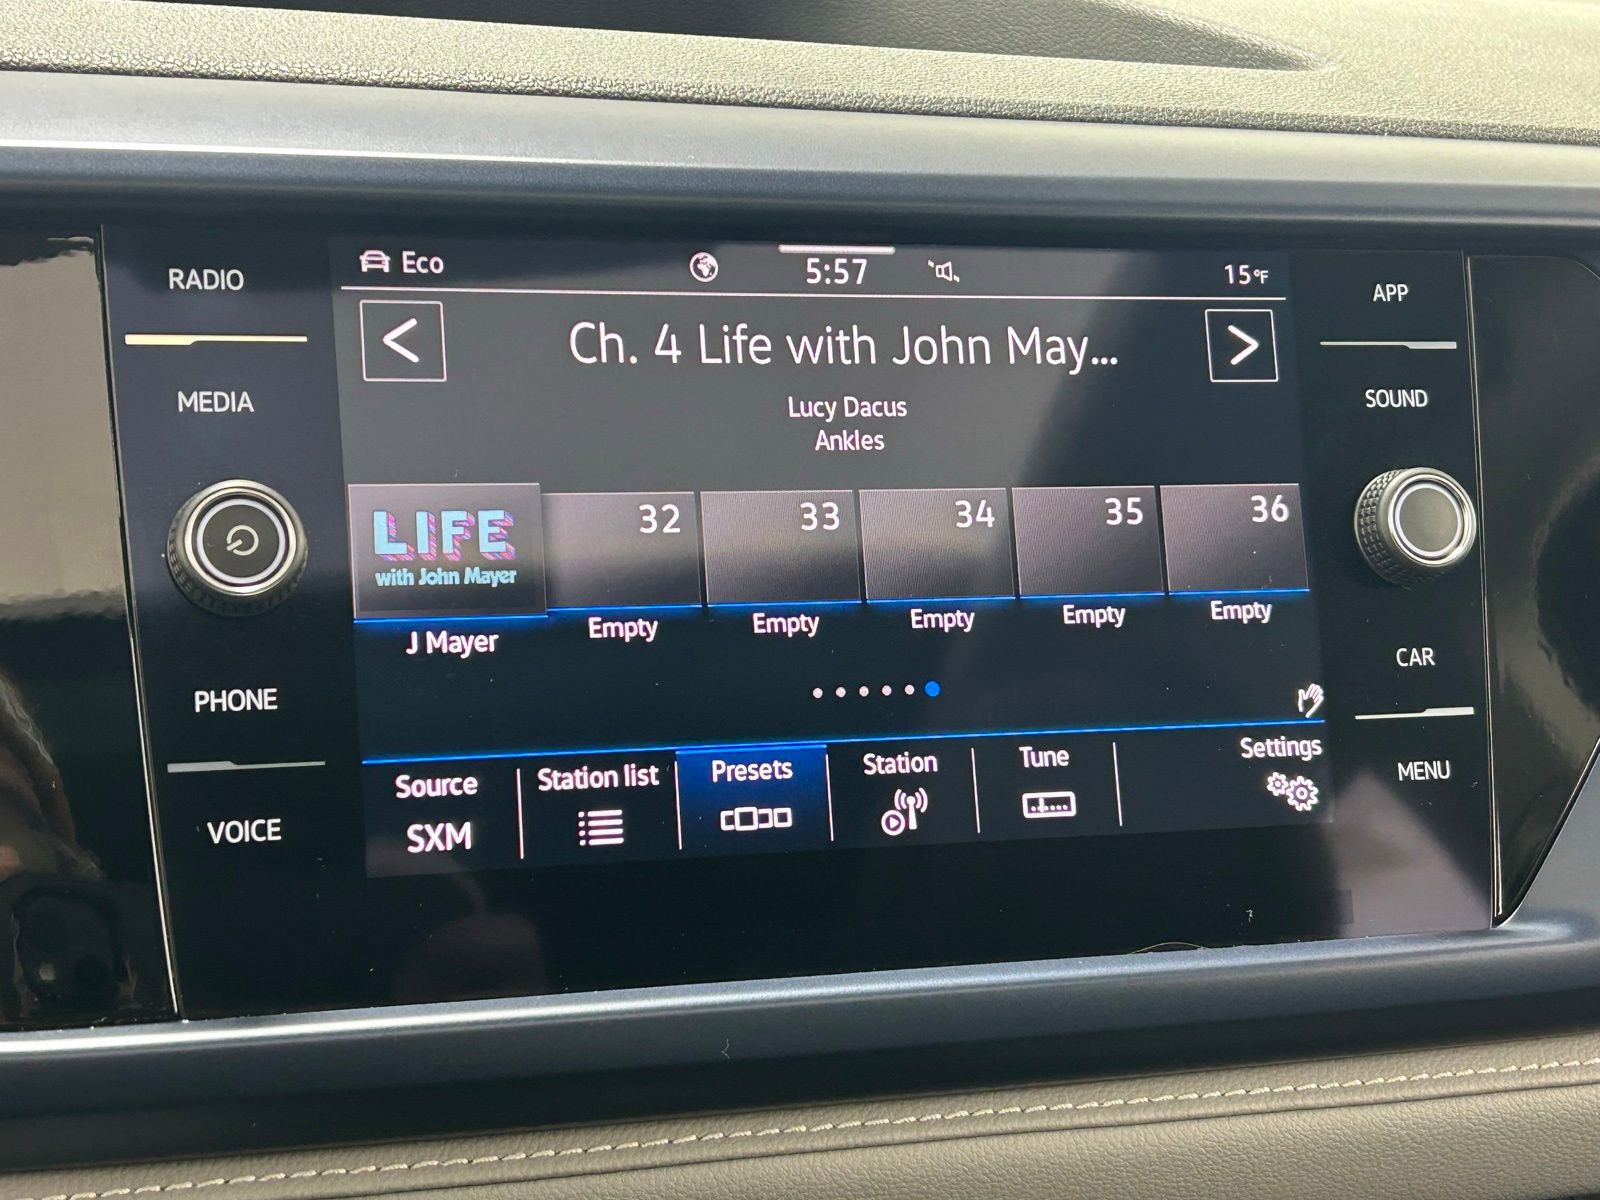 RADIO
MEDIA
PHONE
VOICE
Eco
5:57
15°F
Ch. 4 Life with John May...
Lucy Dacus
Ankles
LIFE
with John Mayer
32
33
34
35
36
J Mayer
Empty
Empty
Empty
Empty
Empty
Source
SXM
Station list
Presets
Station
Tune
Settings
APP
SOUND
CAR
MENU